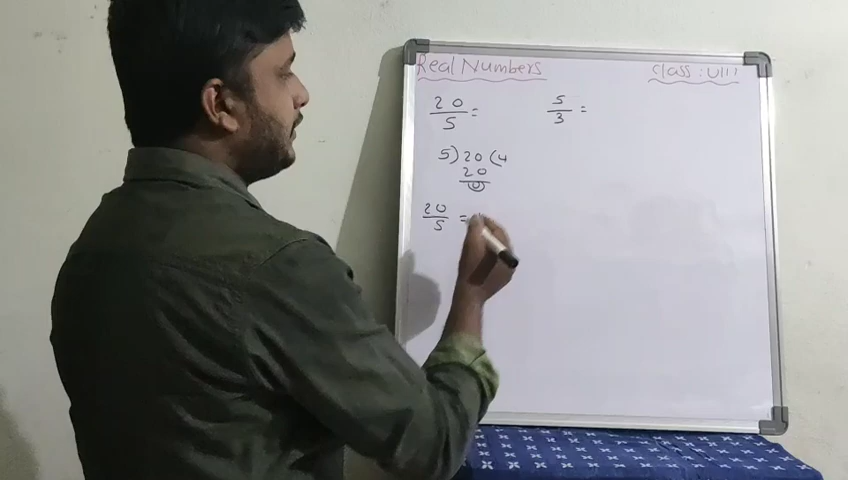 Real Numbers
Class : VIII
20/5 =
5/3 =
5) 20 (4
20
0
20/5 =